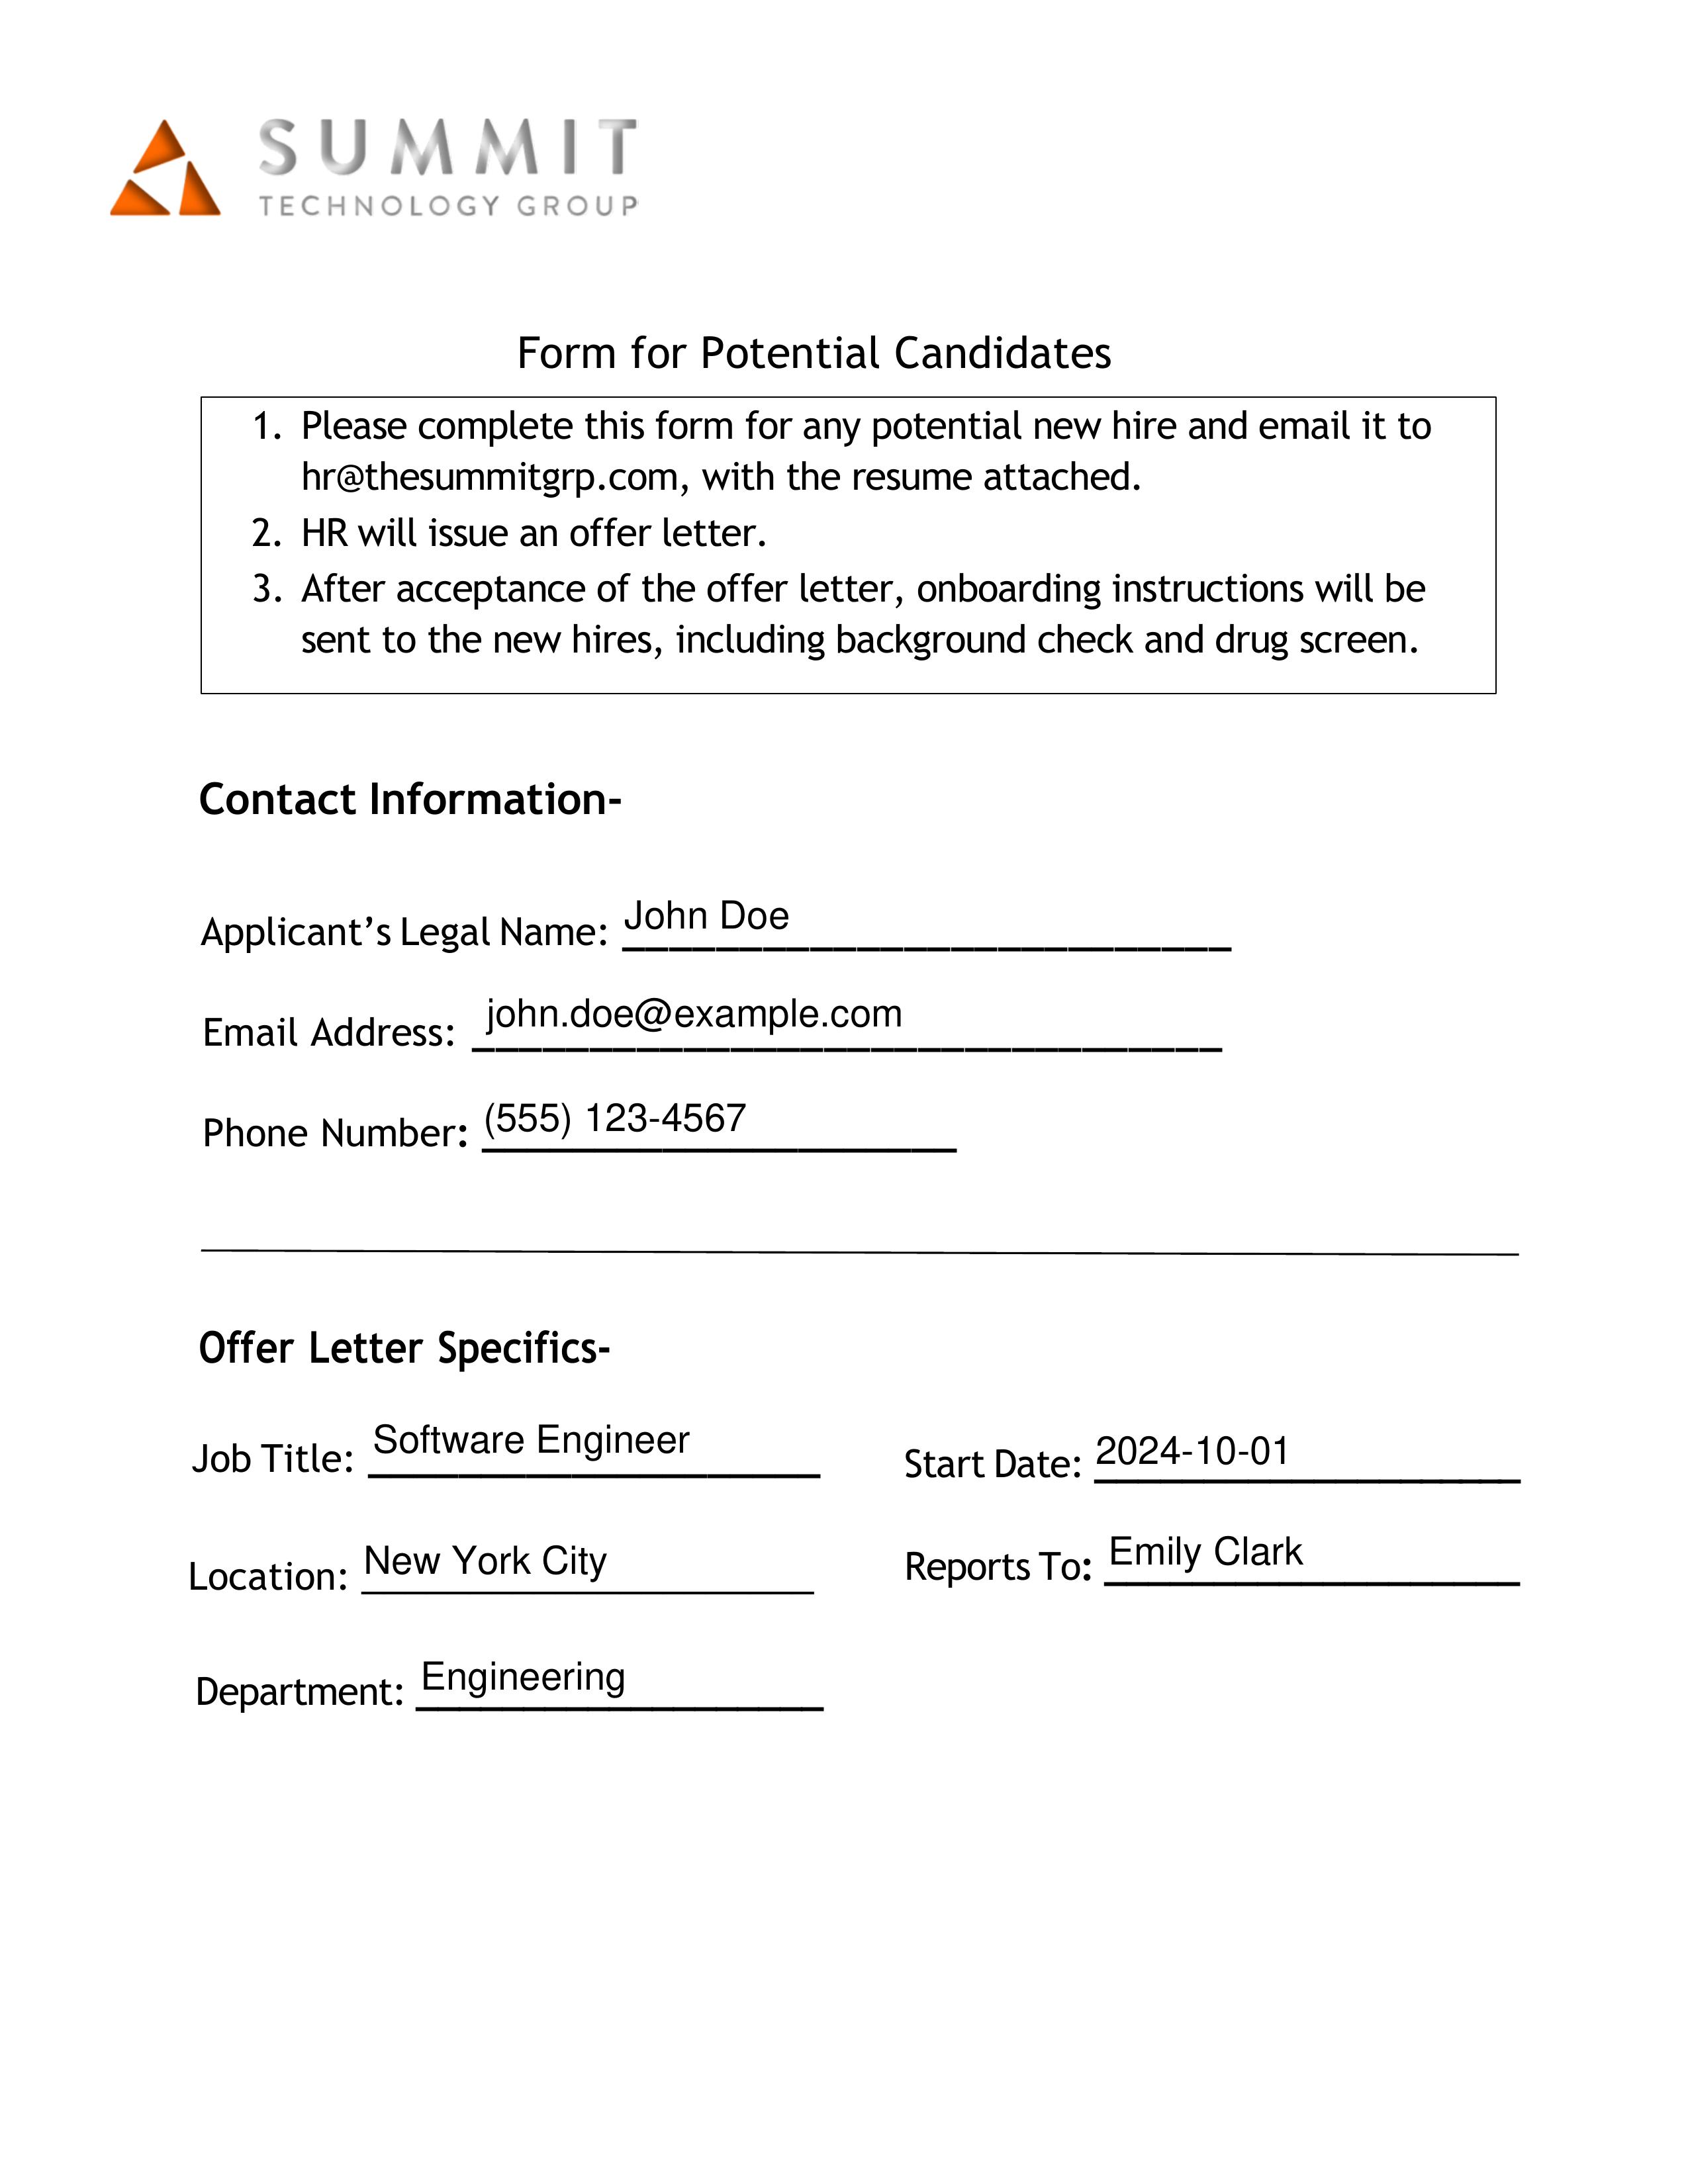 SUMMIT
TECHNOLOGY GROUP
Form for Potential Candidates
1. Please complete this form for any potential new hire and email it to
hr@thesummitgrp.com, with the resume attached.
2. HR will issue an offer letter.
3. After acceptance of the offer letter, onboarding instructions will be
sent to the new hires, including background check and drug screen.
Contact Information-
Applicant’s Legal Name: John Doe
Email Address: john.doe@example.com
Phone Number: (555) 123-4567
Offer Letter Specifics-
Job Title: Software Engineer
Start Date: 2024-10-01
Location: New York City
Reports To: Emily Clark
Department: Engineering